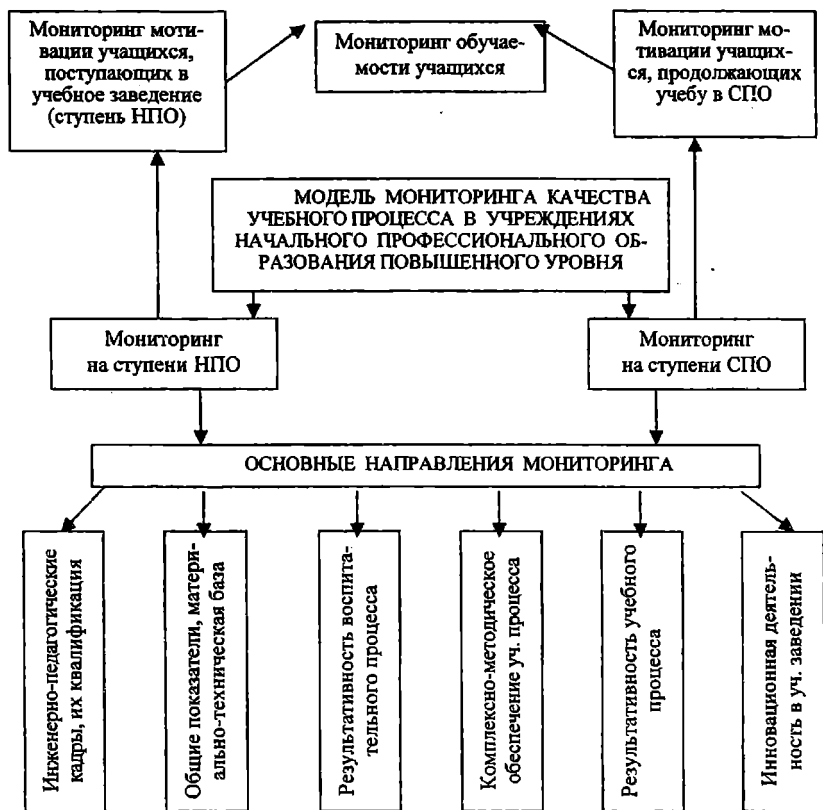 Мониторинг моти-
вации учащихся,
поступающих в
учебное заведение
(ступень НПО)
Мониторинг обучае-
мости учащихся
Мониторинг мо-
тивации учащих-
ся, продолжающих
учебу в СПО
МОДЕЛЬ МОНИТОРИНГА КАЧЕСТВА
УЧЕБНОГО ПРОЦЕССА В УЧРЕЖДЕНИЯХ
НАЧАЛЬНОГО ПРОФЕССИОНАЛЬНОГО ОБ-
РАЗОВАНИЯ ПОВЫШЕННОГО УРОВНЯ
Мониторинг
на ступени НПО
Мониторинг
на ступени СПО
ОСНОВНЫЕ НАПРАВЛЕНИЯ МОНИТОРИНГА
Инженерно-педагогические
кадры, их квалификация
Общие показатели, матери-
ально-техническая база
Результативность воспита-
тельного процесса
Комплексно-методическое
обеспечение уч. процесса
Результативность учебного
процесса
Инновационная деятель-
ность в уч. заведении